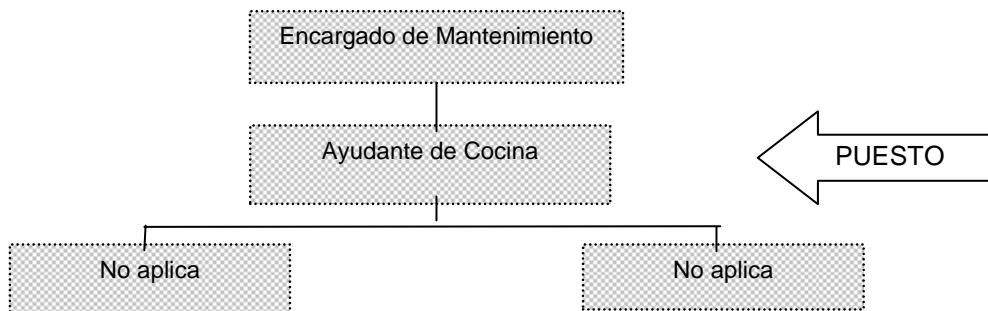 Encargado de Mantenimiento
Ayudante de Cocina
PUESTO
No aplica
No aplica